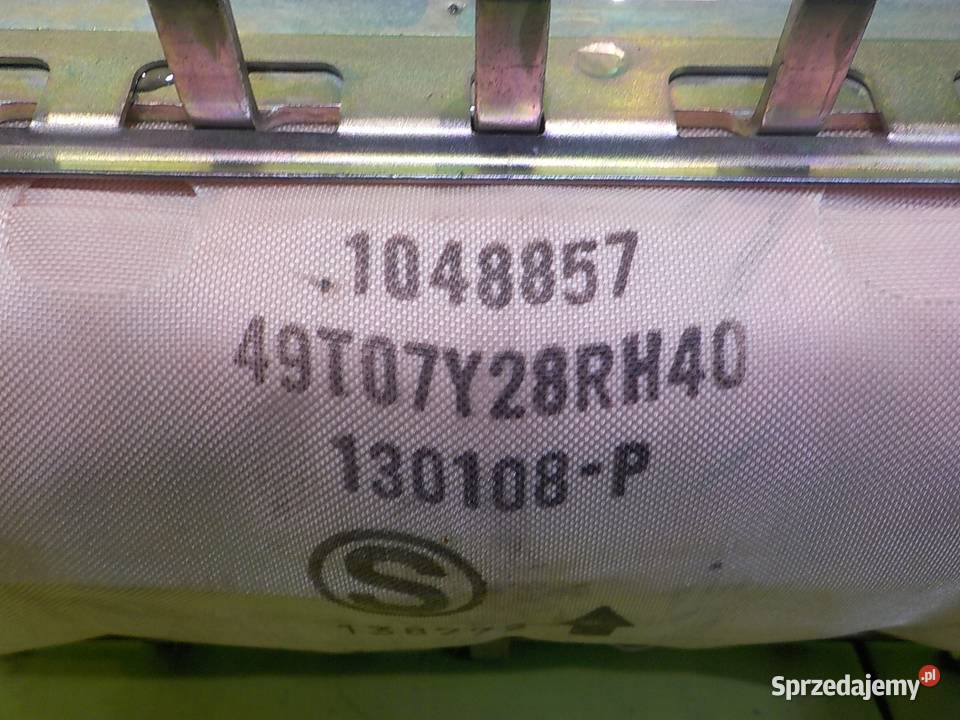 .1048857
49T07Y28RH40
130108-P
S
Sprzedajemy.pl